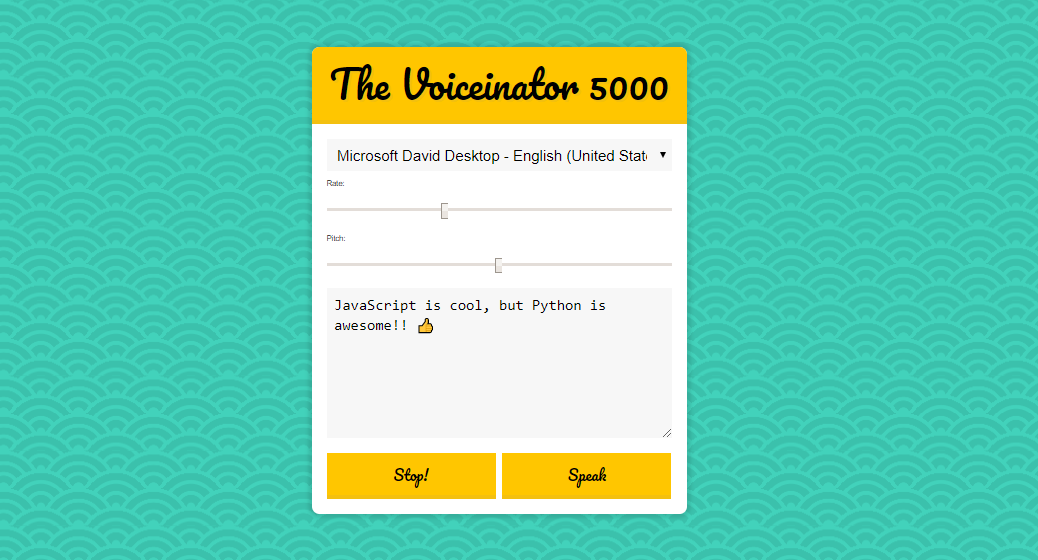 The Voiceinator 5000
Microsoft David Desktop - English (United State
Rate:
Pitch:
JavaScript is cool, but Python is
awesome!! 👍
Stop!
Speak